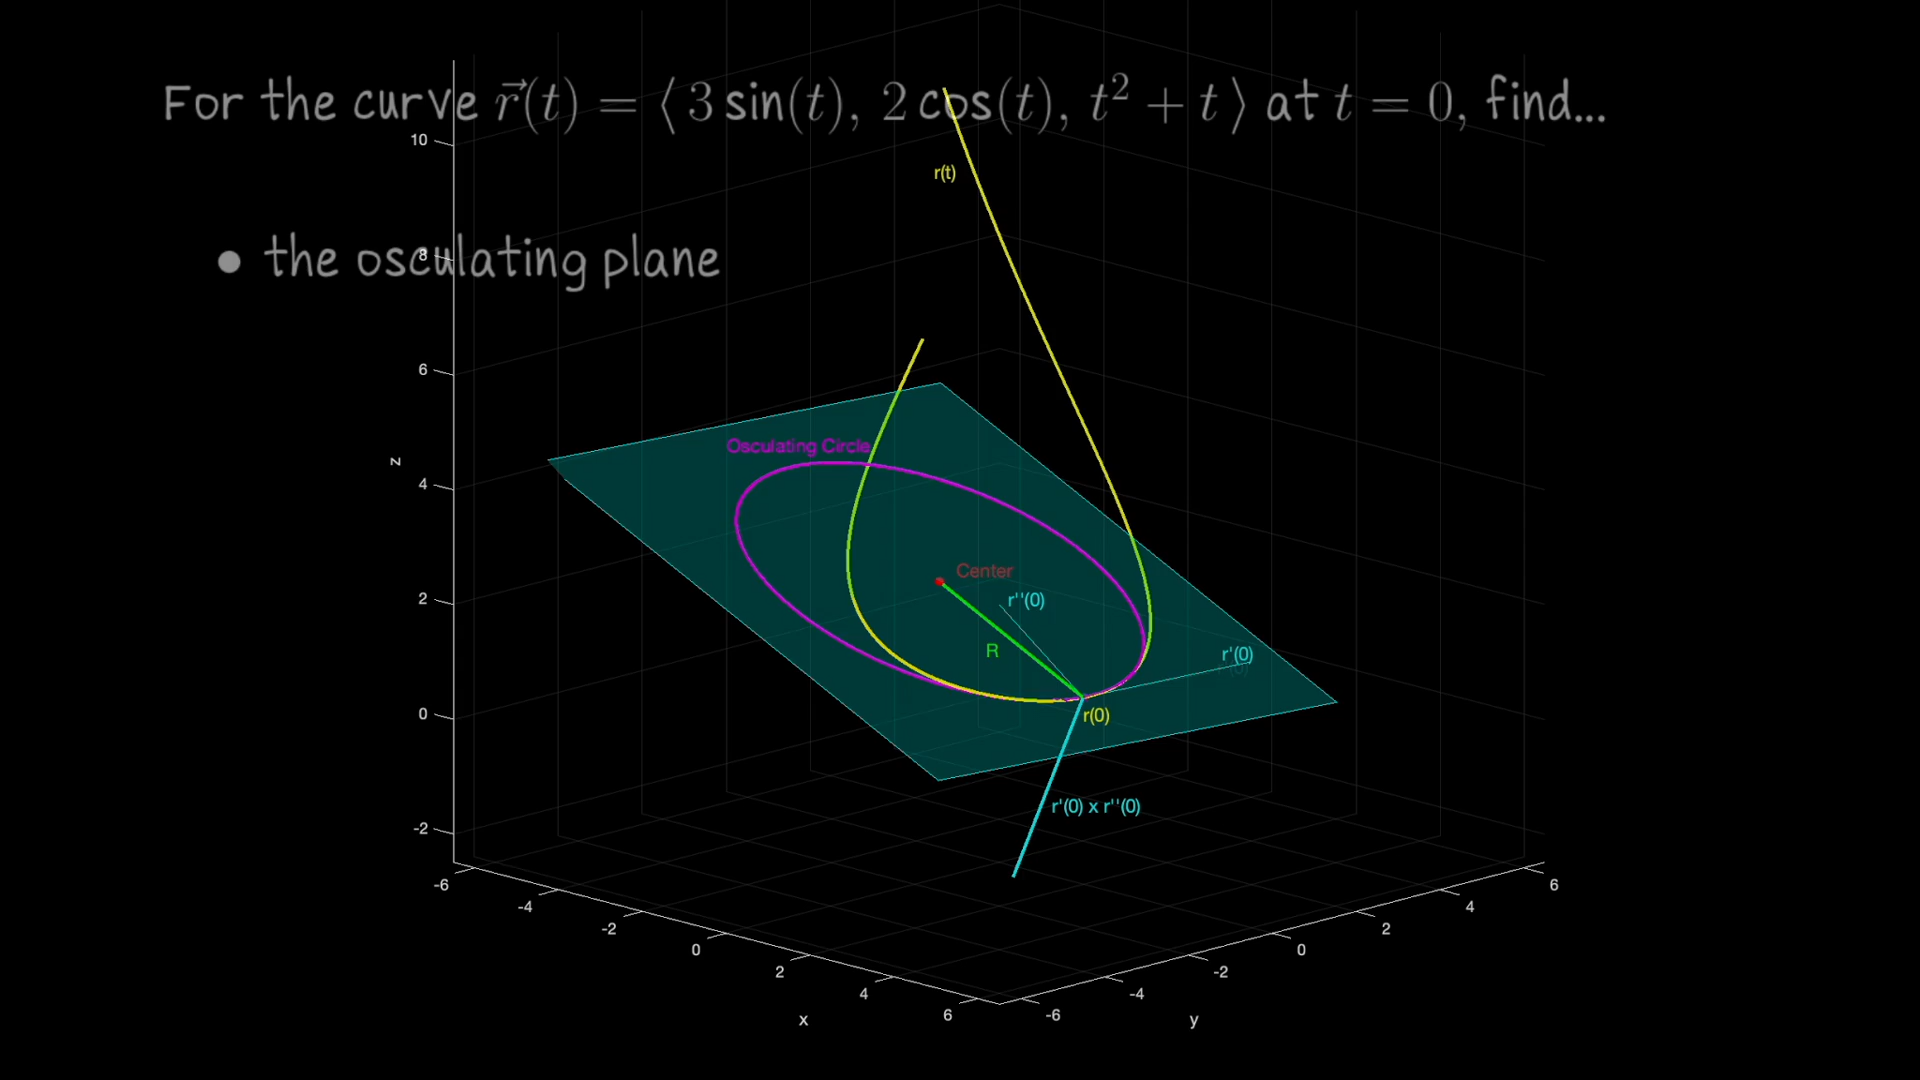 For the curve r⃗(t) = ⟨ 3 sin(t), 2 cos(t), t² + t ⟩ at t = 0, find...
10
r(t)
• the osculating plane
8
6
Osculating Circle
z
4
Center
2
r''(0)
R
r'(0)
0
r(0)
r'(0) x r''(0)
-2
-6
-4
-2
0
2
4
6
x
-6
-4
-2
0
2
4
6
y